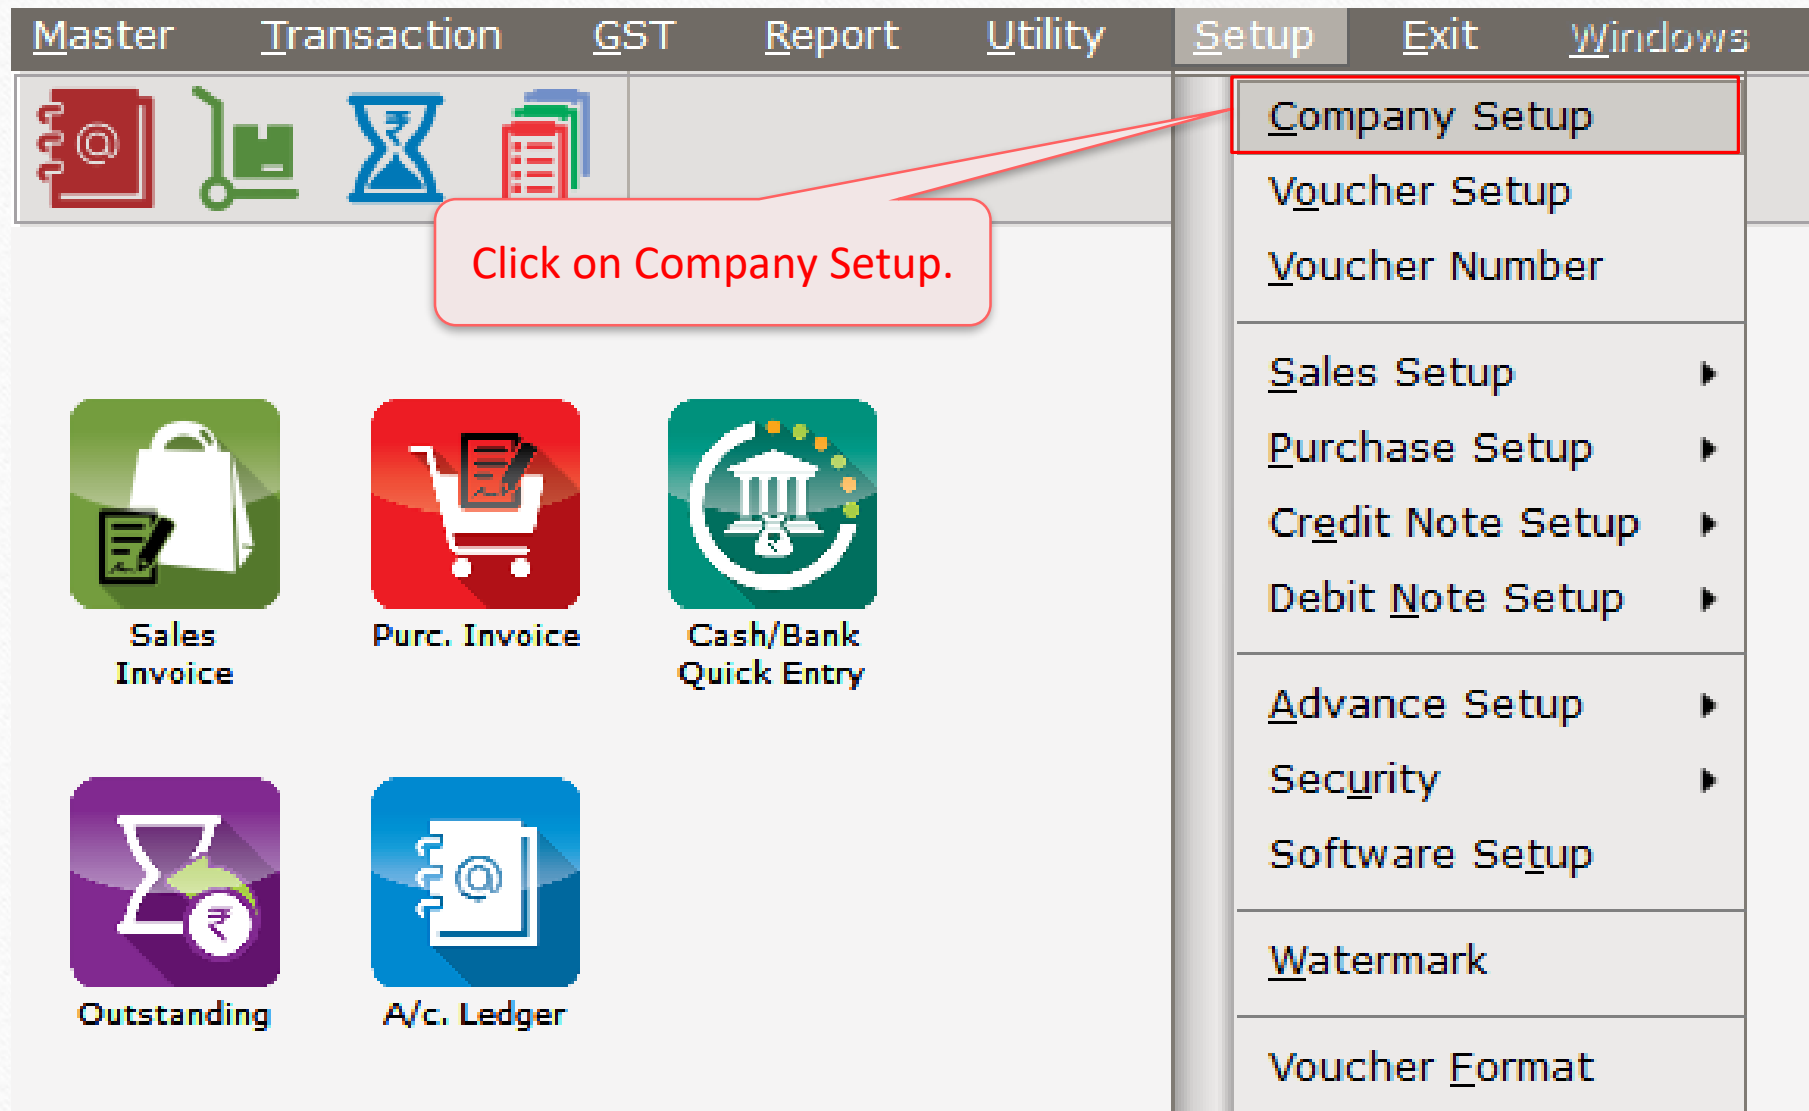 Master Transaction GST Report Utility Setup Exit Windows
Company Setup
Voucher Setup
Voucher Number
Sales Setup
Purchase Setup
Credit Note Setup
Debit Note Setup
Advance Setup
Security
Software Setup
Watermark
Voucher Format
@
₹
Click on Company Setup.
Sales
Invoice
Purc. Invoice
Cash/Bank
Quick Entry
₹
₹
Outstanding
@
A/c. Ledger